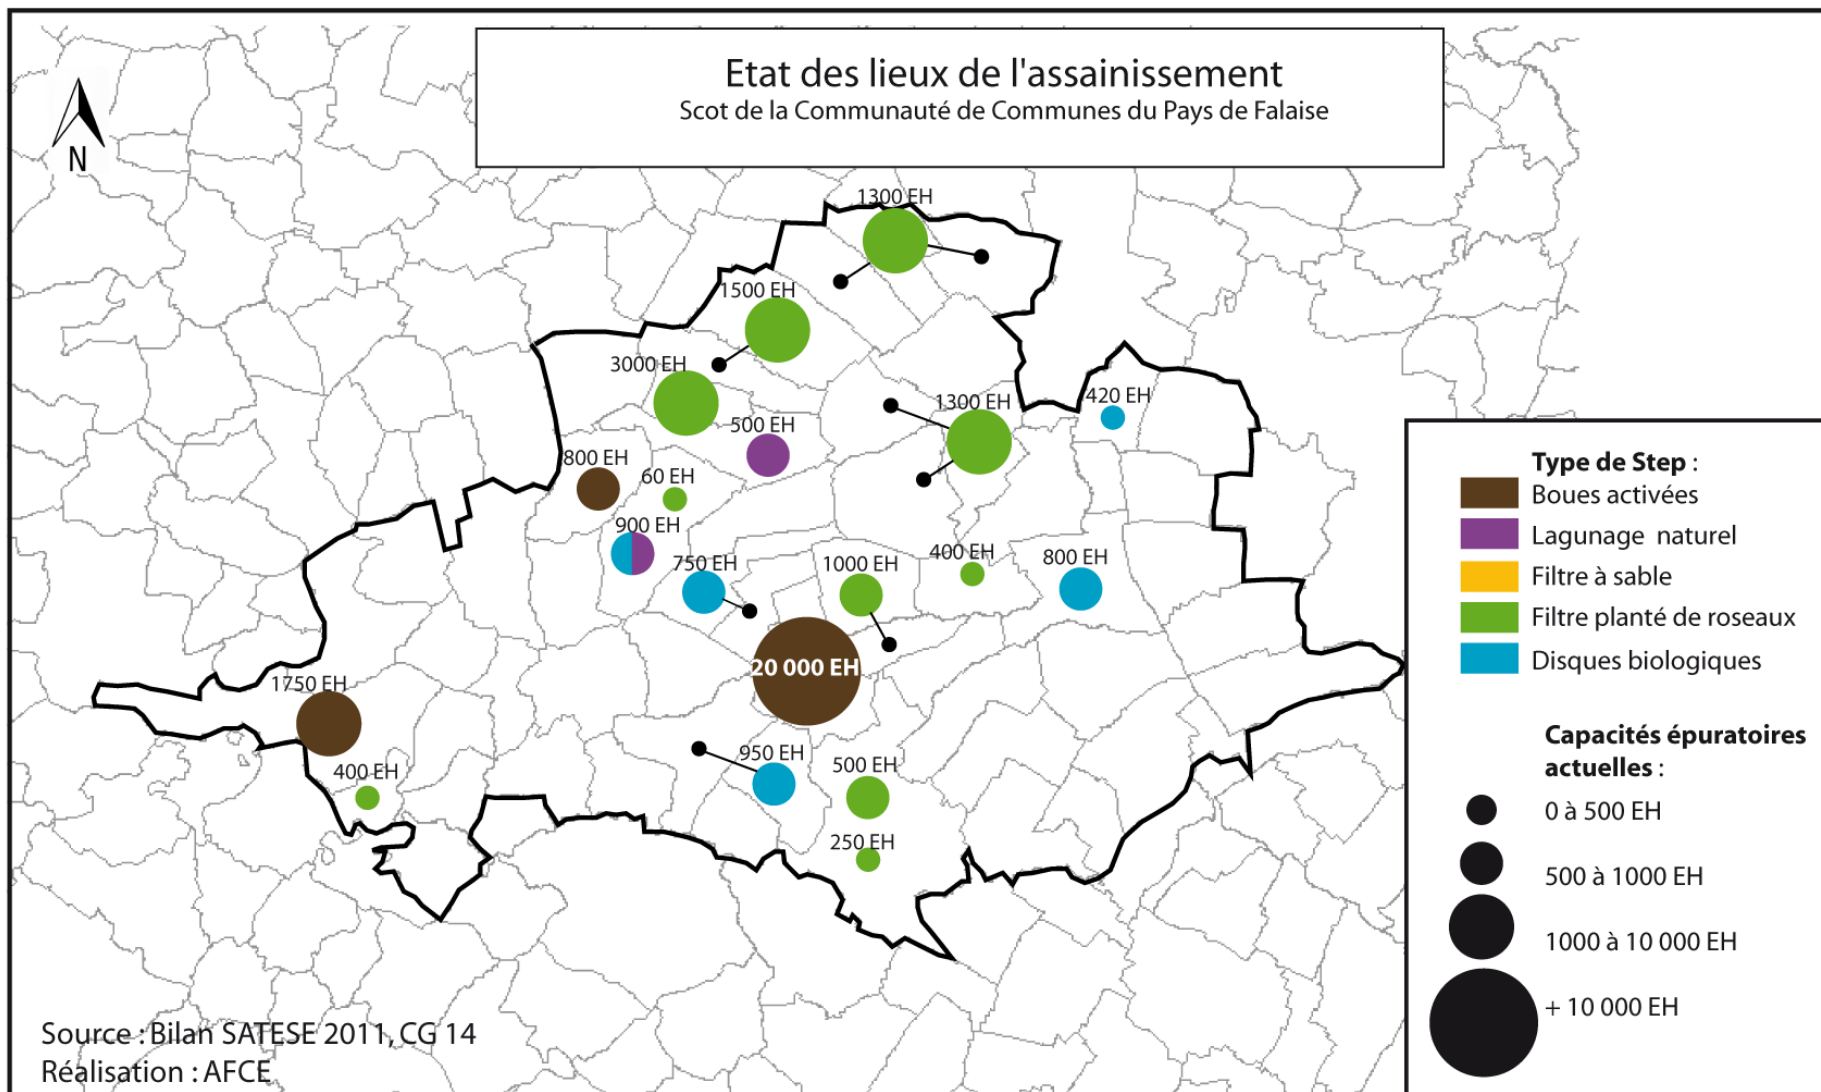 Etat des lieux de l'assainissement
Scot de la Communauté de Communes du Pays de Falaise
N
1300 EH
1500 EH
3000 EH
500 EH
1300 EH
420 EH
800 EH
60 EH
900 EH
750 EH
1000 EH
400 EH
800 EH
20 000 EH
1750 EH
400 EH
950 EH
500 EH
250 EH
Type de Step :
Boues activées
Lagunage naturel
Filtre à sable
Filtre planté de roseaux
Disques biologiques
Capacités épuratoires
actuelles :
0 à 500 EH
500 à 1000 EH
1000 à 10 000 EH
+ 10 000 EH
Source : Bilan SATESE 2011, CG 14
Réalisation : AFCE